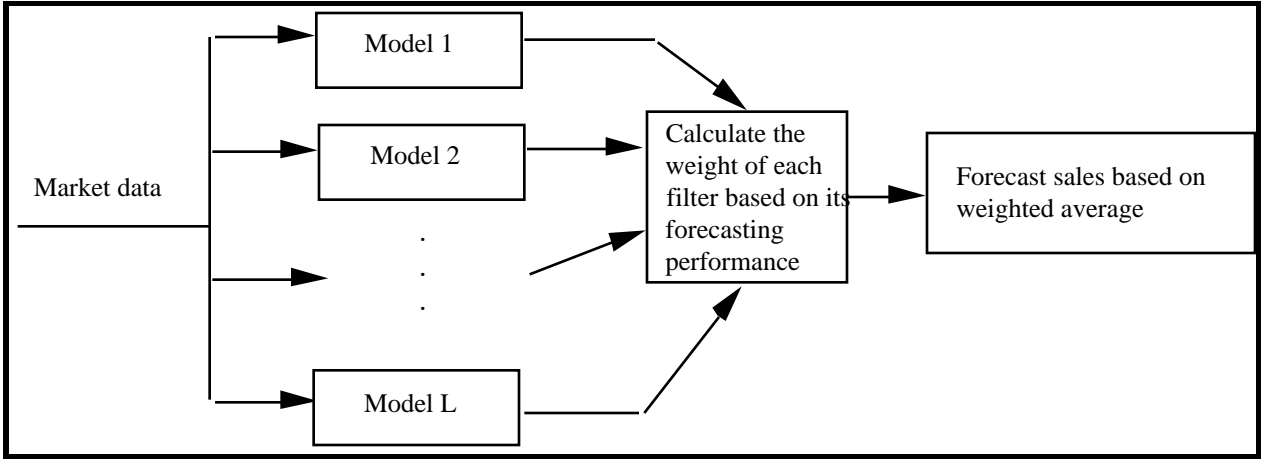 Market data
Model 1
Model 2
.
.
.
Model L
Calculate the
weight of each
filter based on its
forecasting
performance
Forecast sales based on
weighted average